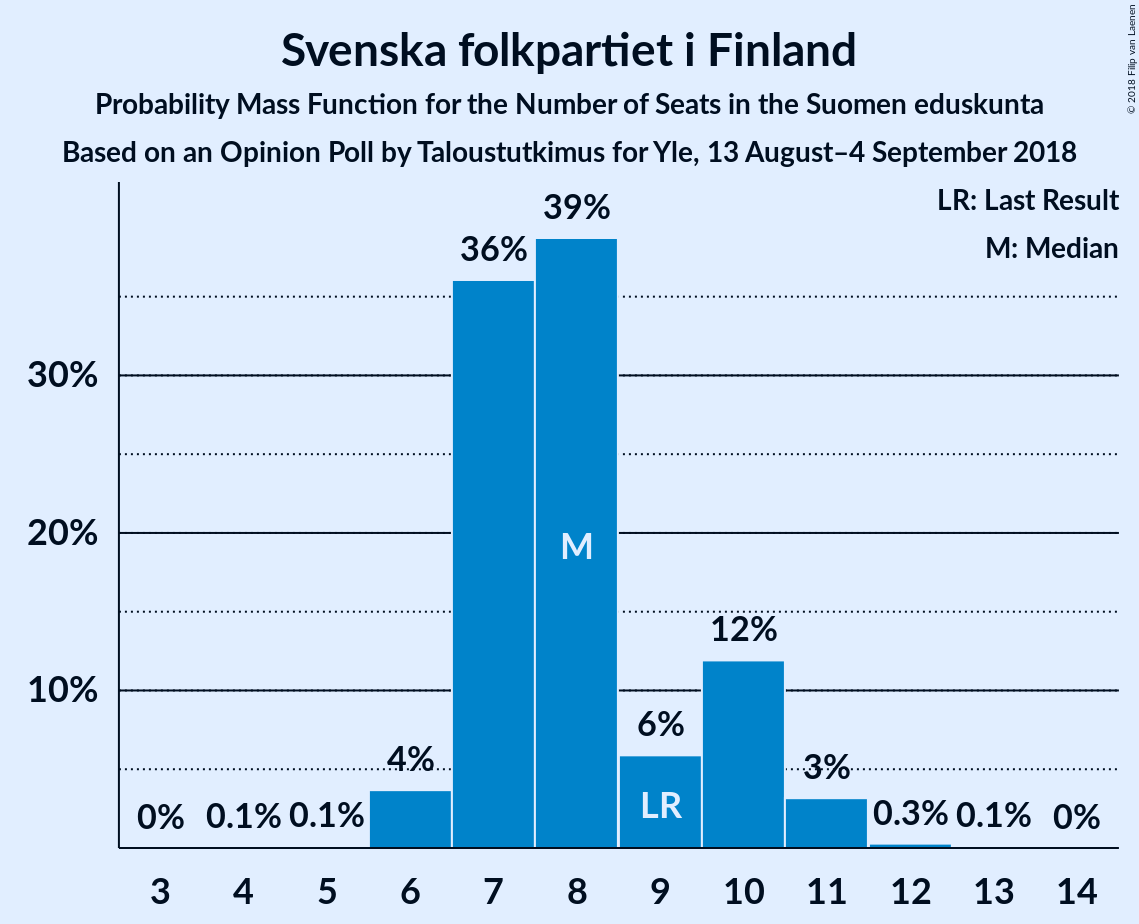 Svenska folkpartiet i Finland
Probability Mass Function for the Number of Seats in the Suomen eduskunta
Based on an Opinion Poll by Taloustutkimus for Yle, 13 August–4 September 2018
© 2018 Filip van Laenen
LR: Last Result
M: Median
30%
20%
10%
0%
0.1%
0.1%
4%
36%
39%
6%
12%
3%
0.3%
0.1%
0%
M
LR
3 4 5 6 7 8 9 10 11 12 13 14